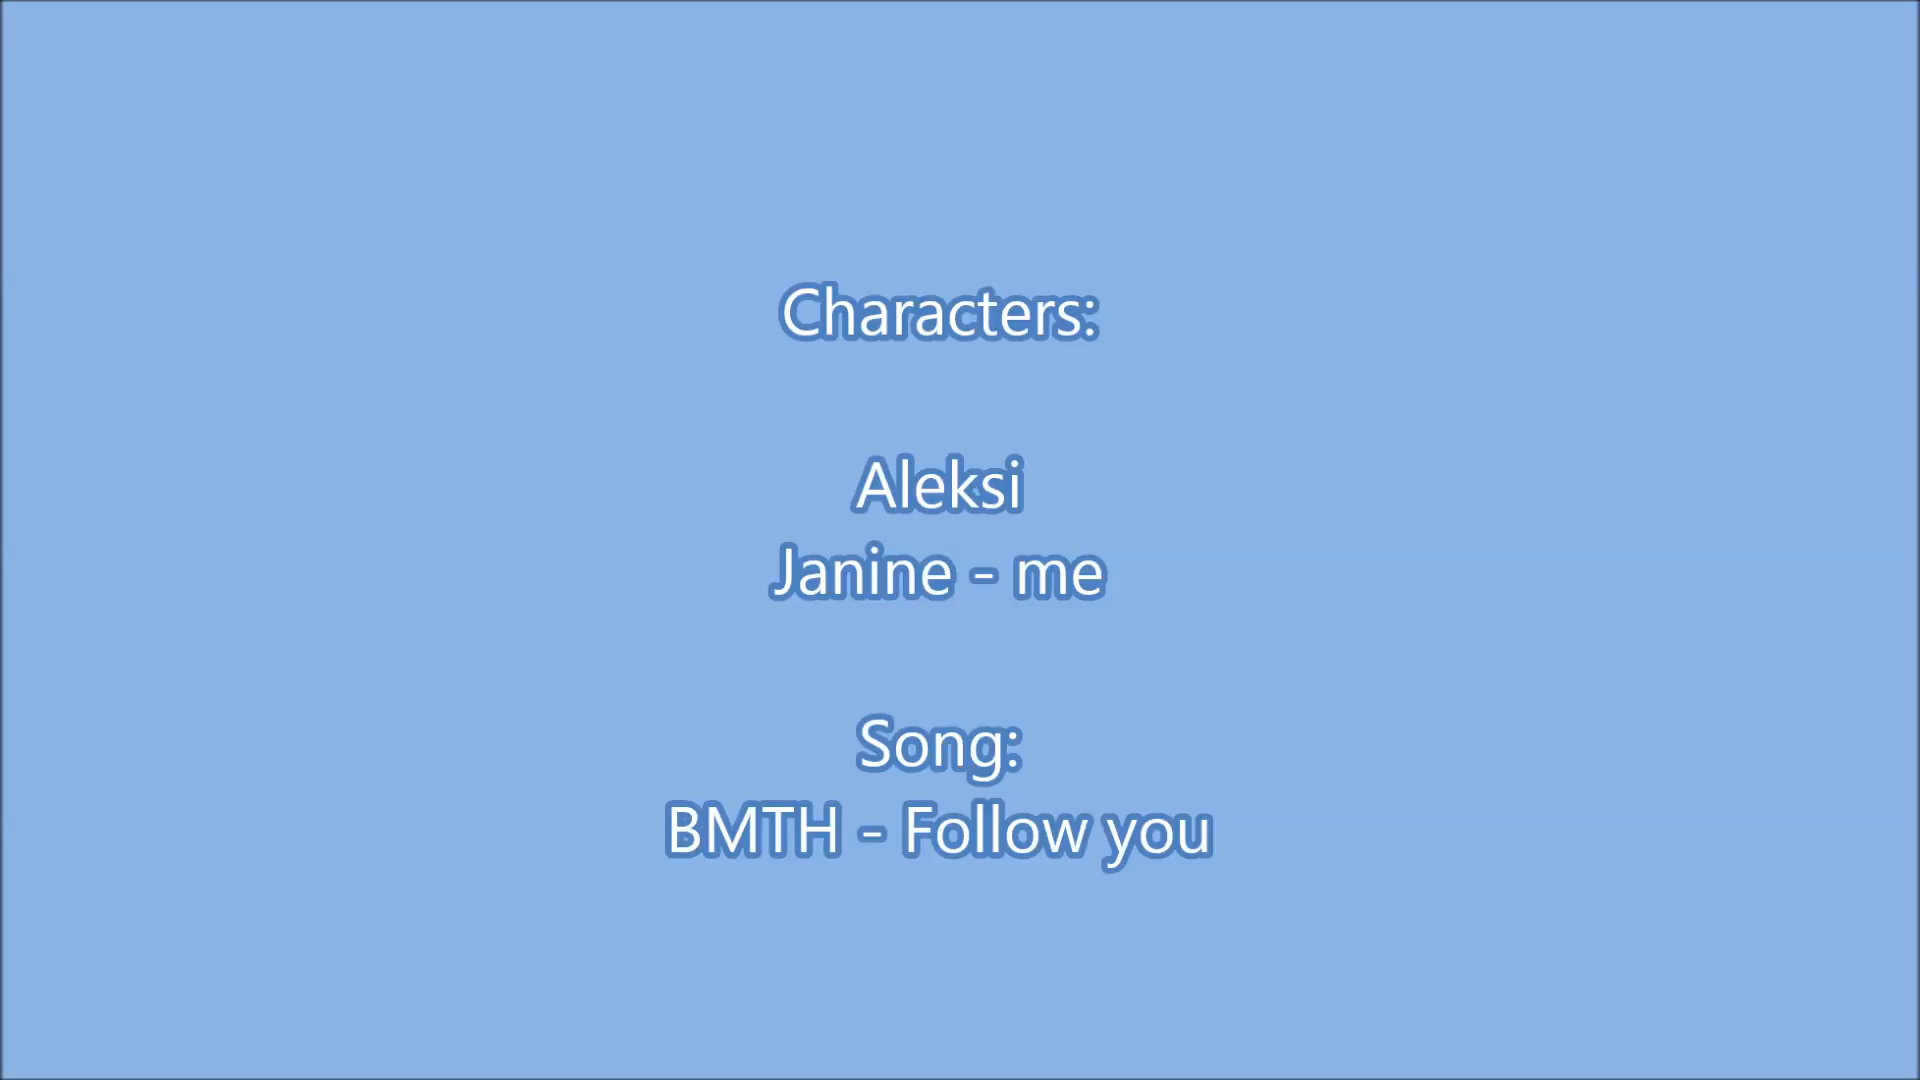 Characters:
Aleksi
Janine - me
Song:
BMTH - Follow you